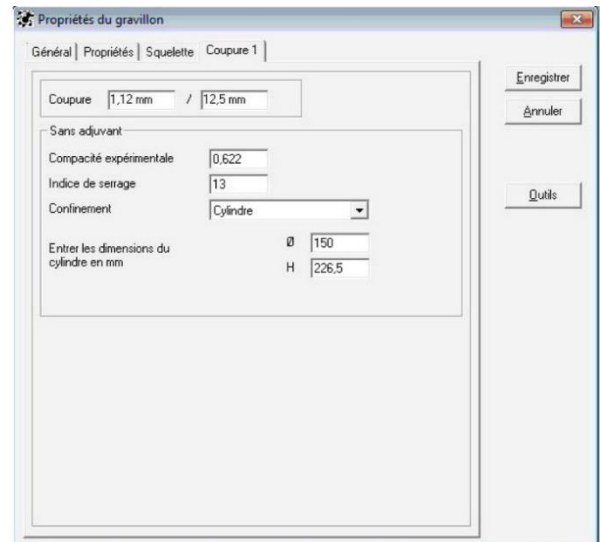 Propriétés du gravillon
Général Propriétés Squelette Coupure 1
Enregistrer
Annuler
Outils
Coupure 1,12 mm / 12,5 mm
Sans adjuvant
Compacité expérimentale 0,622
Indice de serrage 13
Confinement Cylindre
Entrer les dimensions du
cylindre en mm
Ø 150
H 226,5